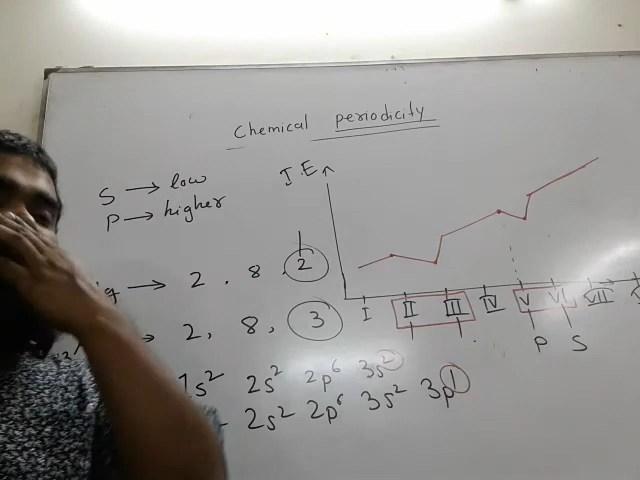 Chemical periodicity
S → low
P → higher
I.E
→ 2, 8, 2
→ 2, 8, 3
1s² 2s² 2p⁶ 3s²
2s² 2p⁶ 3s² 3p¹
I II III IV V VI VII
P S